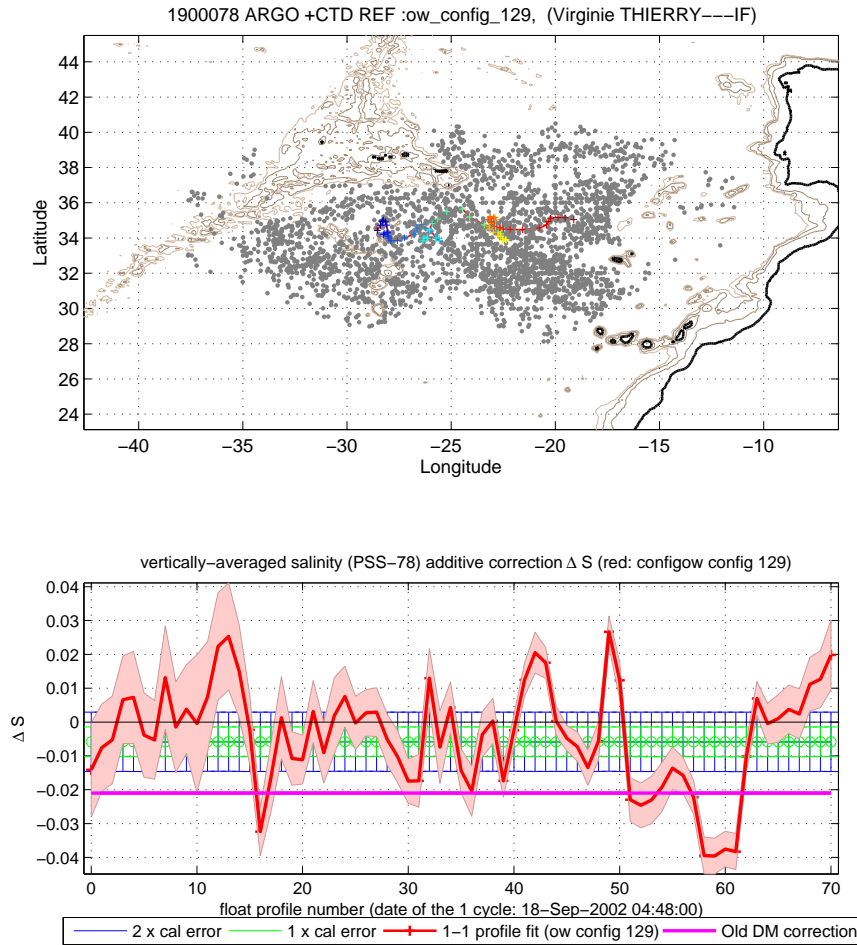 1900078 ARGO +CTD REF :ow_config_129, (Virginie THIERRY−−−IF)
44
42
40
38
36
34
32
30
28
26
24
Latitude
−40 −35 −30 −25 −20 −15 −10
Longitude
vertically−averaged salinity (PSS−78) additive correction Δ S (red: configow config 129)
0.04
0.03
0.02
0.01
0
−0.01
−0.02
−0.03
−0.04
Δ S
0 10 20 30 40 50 60 70
float profile number (date of the 1 cycle: 18−Sep−2002 04:48:00)
2 x cal error 1 x cal error 1−1 profile fit (ow config 129) Old DM correction